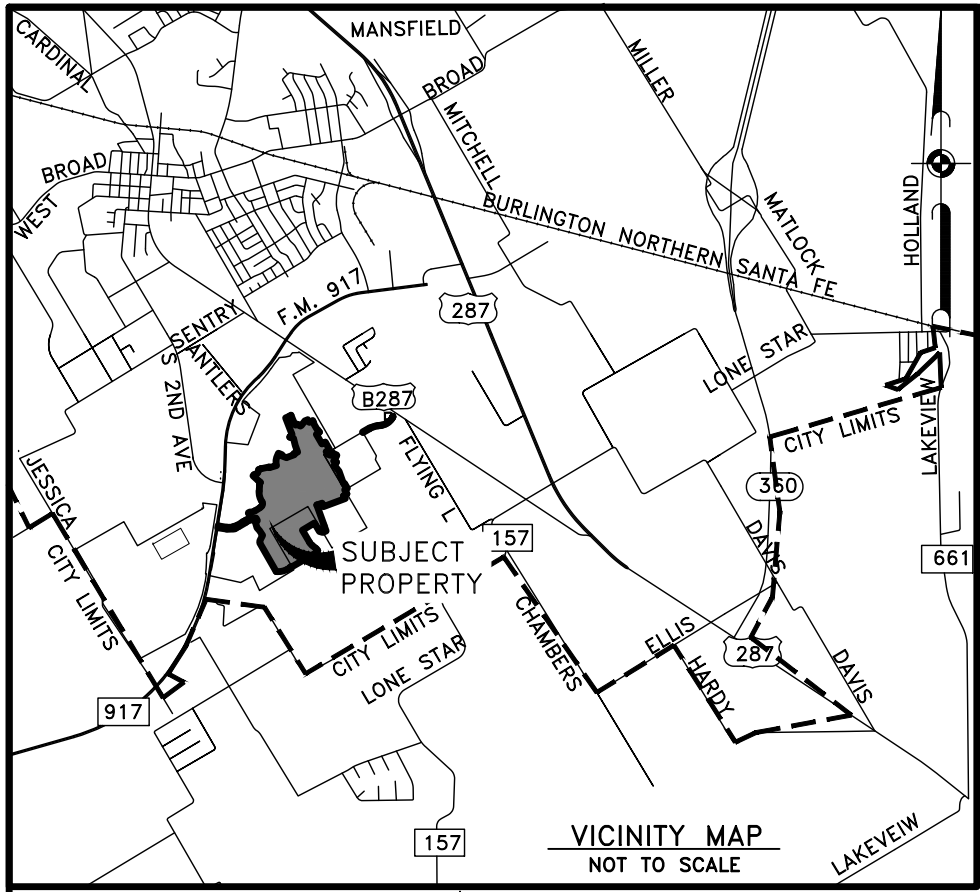 CARDINAL
MANSFIELD
BROAD
MILLER
MITCHELL
WEST BROAD
BURLINGTON NORTHERN SANTA FE
MATLOCK
HOLLAND
F.M. 917
SENTRY
ANTLERS
S 2ND AVE
287
LONE STAR
B287
CITY LIMITS
LAKEVIEW
FLYING L
JESSICA
360
157
DAVIS
661
SUBJECT
PROPERTY
CITY LIMITS
CHAMBERS
CITY LIMITS
ELLIS
287
LONE STAR
HARDY
DAVIS
917
157
VICINITY MAP
NOT TO SCALE
LAKEVEIW